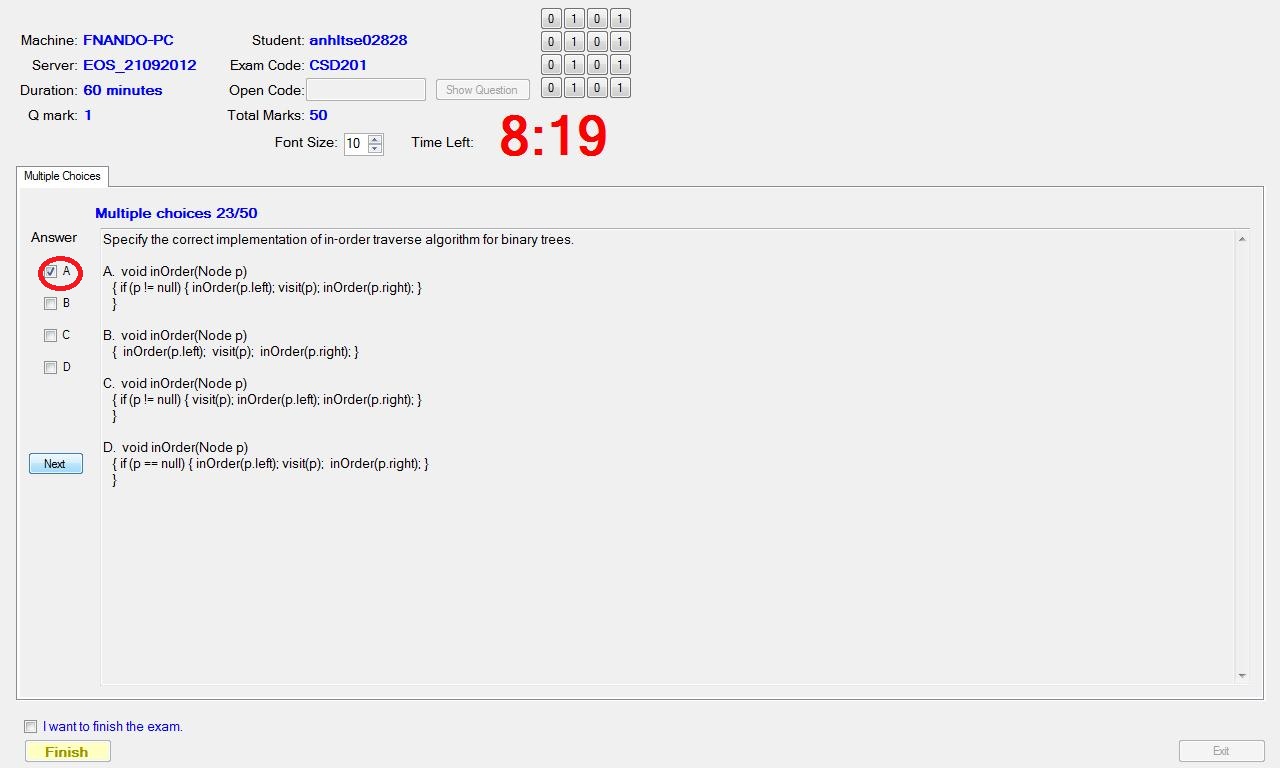 Machine: FNANDO-PC Student: anhltse02828
Server: EOS_21092012 Exam Code: CSD201
Duration: 60 minutes Open Code: Show Question
Q mark: 1 Total Marks: 50
0 1 0 1
0 1 0 1
0 1 0 1
0 1 0 1
Font Size: 10 Time Left: 8:19
Multiple Choices
Multiple choices 23/50
Answer
A
B
C
D
Next
Specify the correct implementation of in-order traverse algorithm for binary trees.
A. void inOrder(Node p)
{ if (p != null) { inOrder(p.left); visit(p); inOrder(p.right); }
}
B. void inOrder(Node p)
{ inOrder(p.left); visit(p); inOrder(p.right); }
C. void inOrder(Node p)
{ if (p != null) { visit(p); inOrder(p.left); inOrder(p.right); }
}
D. void inOrder(Node p)
{ if (p == null) { inOrder(p.left); visit(p); inOrder(p.right); }
}
I want to finish the exam.
Finish
Exit